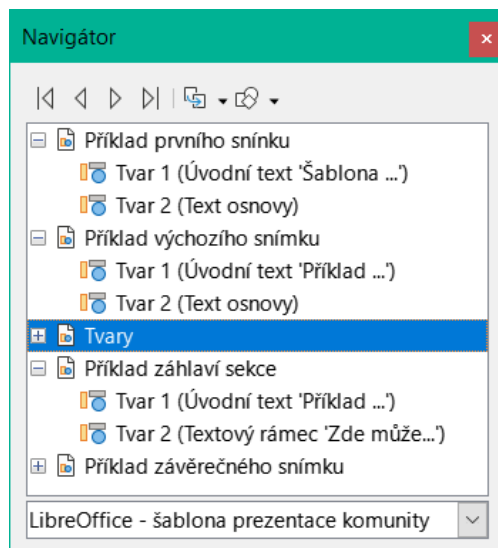 Navigátor
Příklad prvního snínku
Tvar 1 (Úvodní text 'Šablona ...')
Tvar 2 (Text osnovy)
Příklad výchozího snímku
Tvar 1 (Úvodní text 'Příklad ...')
Tvar 2 (Text osnovy)
Tvary
Příklad záhlaví sekce
Tvar 1 (Úvodní text 'Příklad ...')
Tvar 2 (Textový rámec 'Zde může...')
Příklad závěrečného snímku
LibreOffice - šablona prezentace komunity